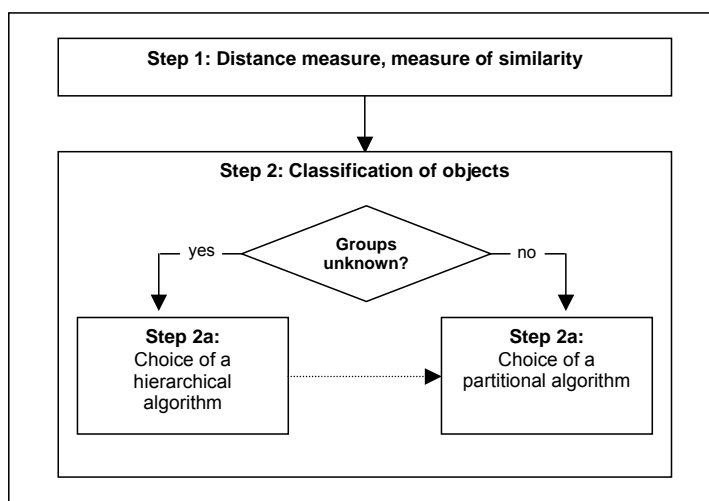 Step 1: Distance measure, measure of similarity
Step 2: Classification of objects
Groups
unknown?
yes
no
Step 2a:
Choice of a
hierarchical
algorithm
Step 2a:
Choice of a
partitional algorithm